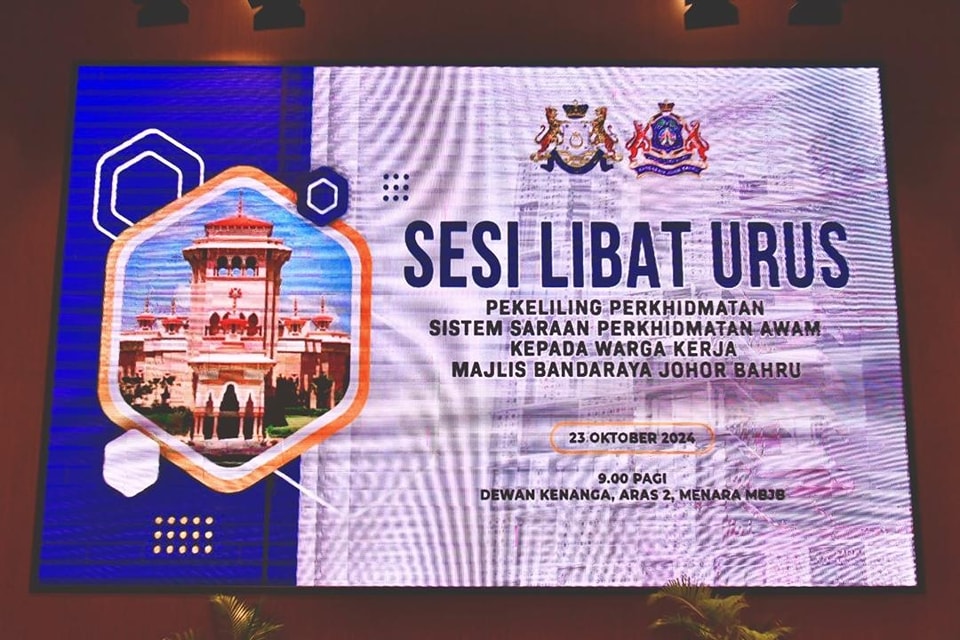 SESI LIBAT URUS
PEKELILING PERKHIDMATAN
SISTEM SARAAN PERKHIDMATAN AWAM
KEPADA WARGA KERJA
MAJLIS BANDARAYA JOHOR BAHRU
23 OKTOBER 2024
9.00 PAGI
DEWAN KENANGA, ARAS 2, MENARA MBJB